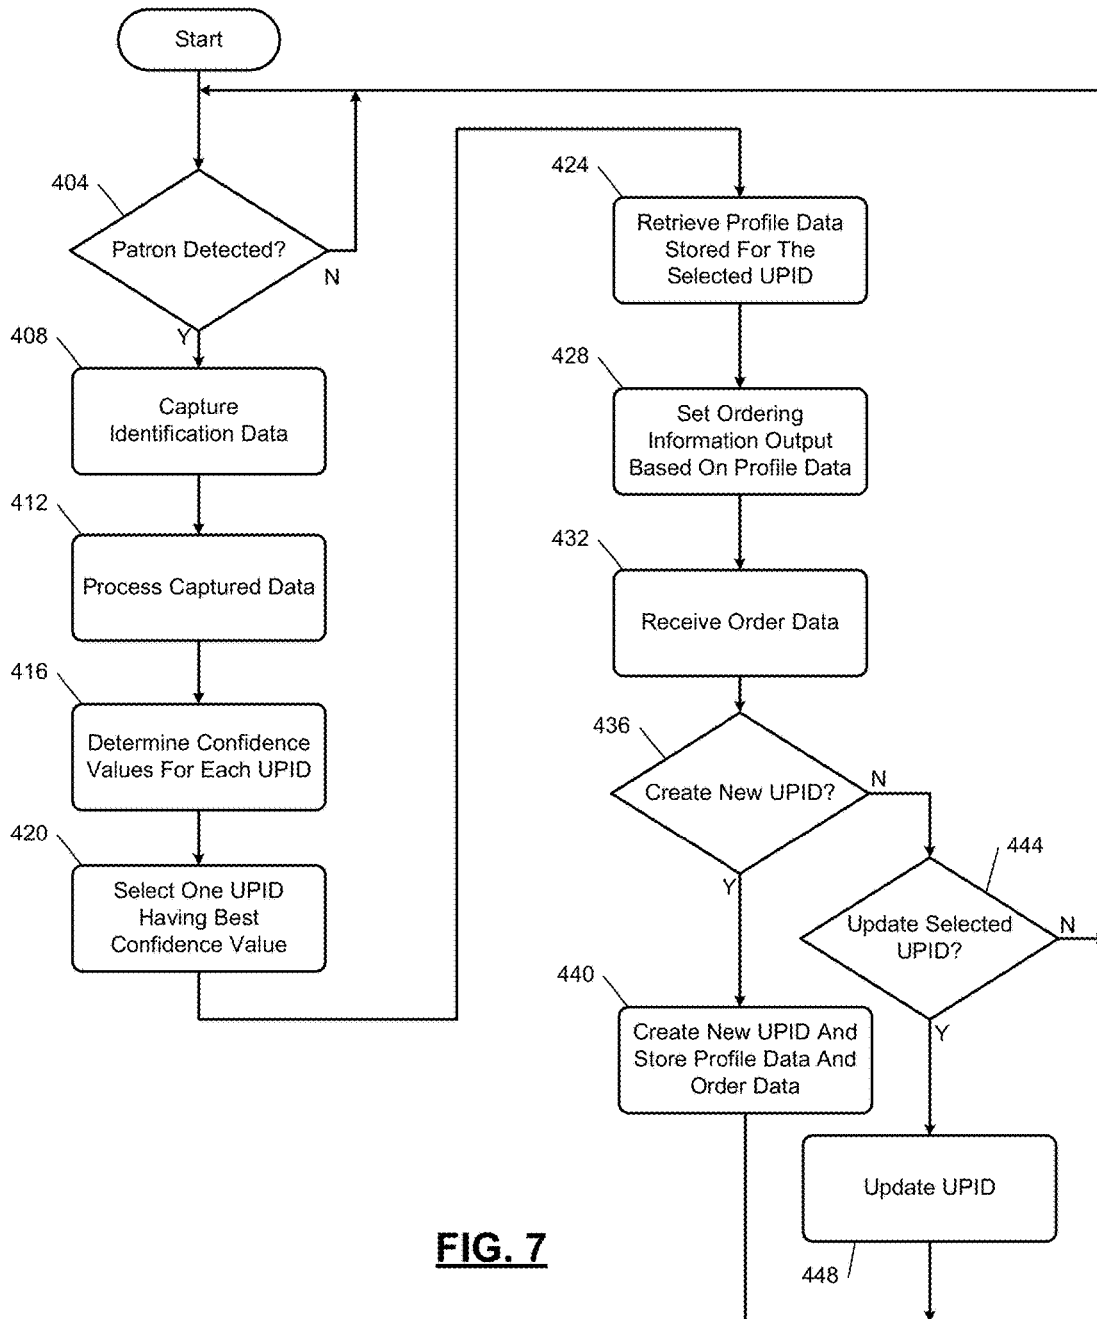 Start
404
Patron Detected?
N
Y
408
Capture
Identification Data
412
Process Captured Data
416
Determine Confidence
Values For Each UPID
420
Select One UPID
Having Best
Confidence Value
424
Retrieve Profile Data
Stored For The
Selected UPID
428
Set Ordering
Information Output
Based On Profile Data
432
Receive Order Data
436
Create New UPID?
N
Y
444
Update Selected
UPID?
N
Y
440
Create New UPID And
Store Profile Data And
Order Data
Update UPID
448
FIG. 7